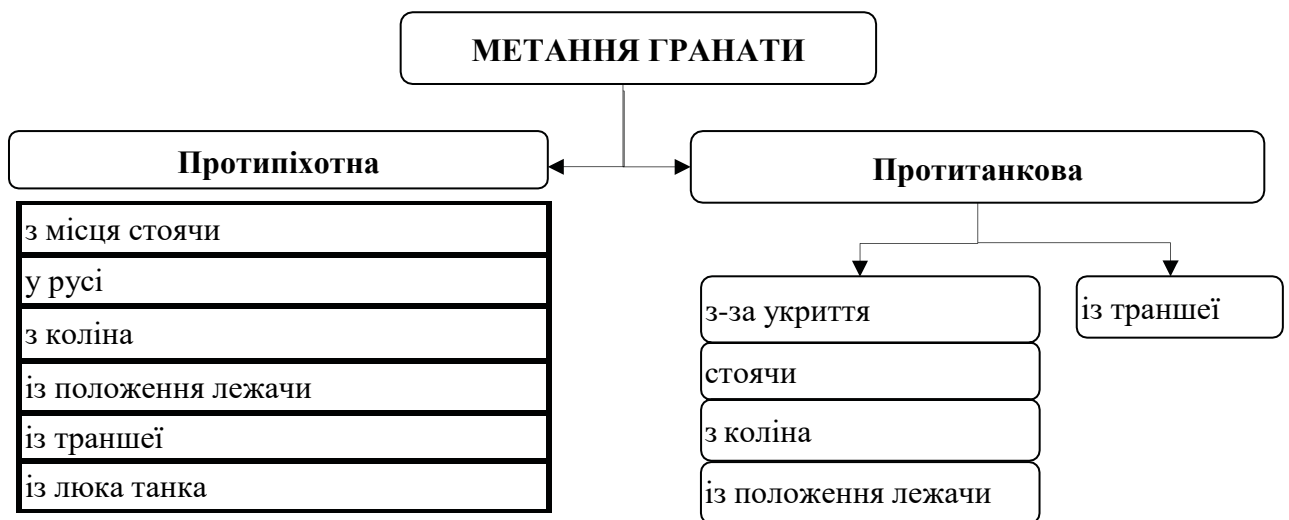 МЕТАННЯ ГРАНАТИ
Протипіхотна
з місця стоячи
у русі
з коліна
із положення лежачи
із траншеї
із люка танка
Протитанкова
з-за укриття
стоячи
з коліна
із положення лежачи
із траншеї